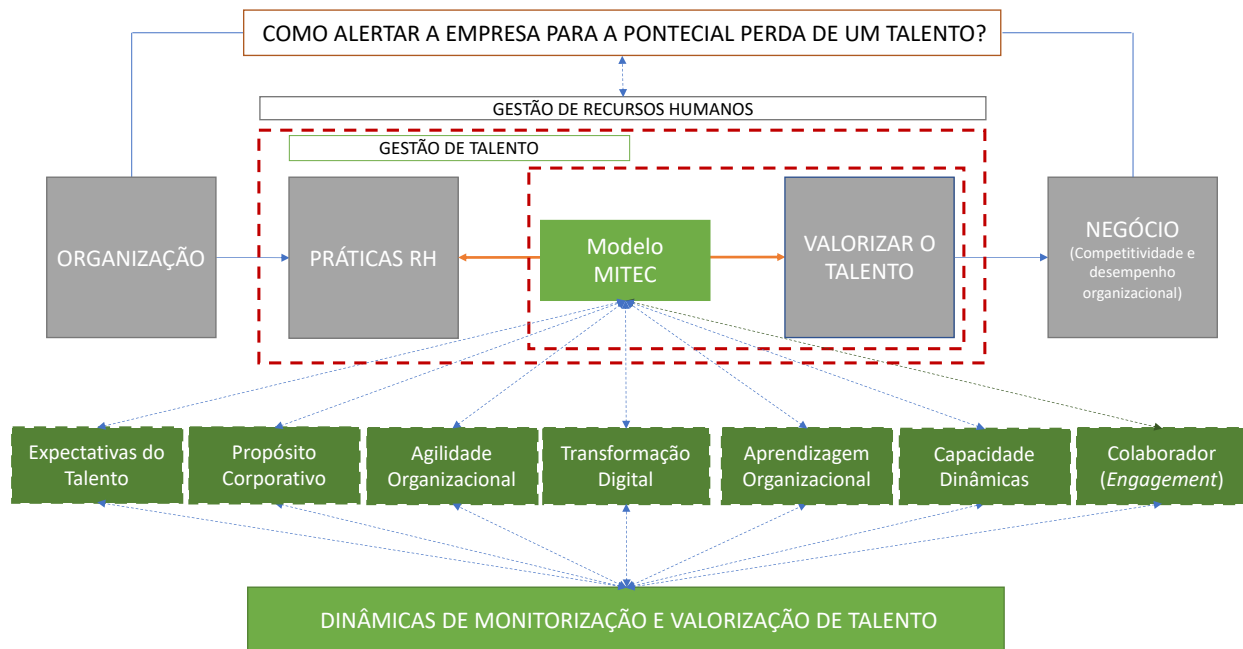 COMO ALERTAR A EMPRESA PARA A PONTECIAL PERDA DE UM TALENTO?
GESTÃO DE RECURSOS HUMANOS
GESTÃO DE TALENTO
ORGANIZAÇÃO
PRÁTICAS RH
Modelo
MITEC
VALORIZAR O
TALENTO
NEGÓCIO
(Competitividade e
desempenho
organizacional)
Expectativas do
Talento
Propósito
Corporativo
Agilidade
Organizacional
Transformação
Digital
Aprendizagem
Organizacional
Capacidade
Dinâmicas
Colaborador
(Engagement)
DINÂMICAS DE MONITORIZAÇÃO E VALORIZAÇÃO DE TALENTO